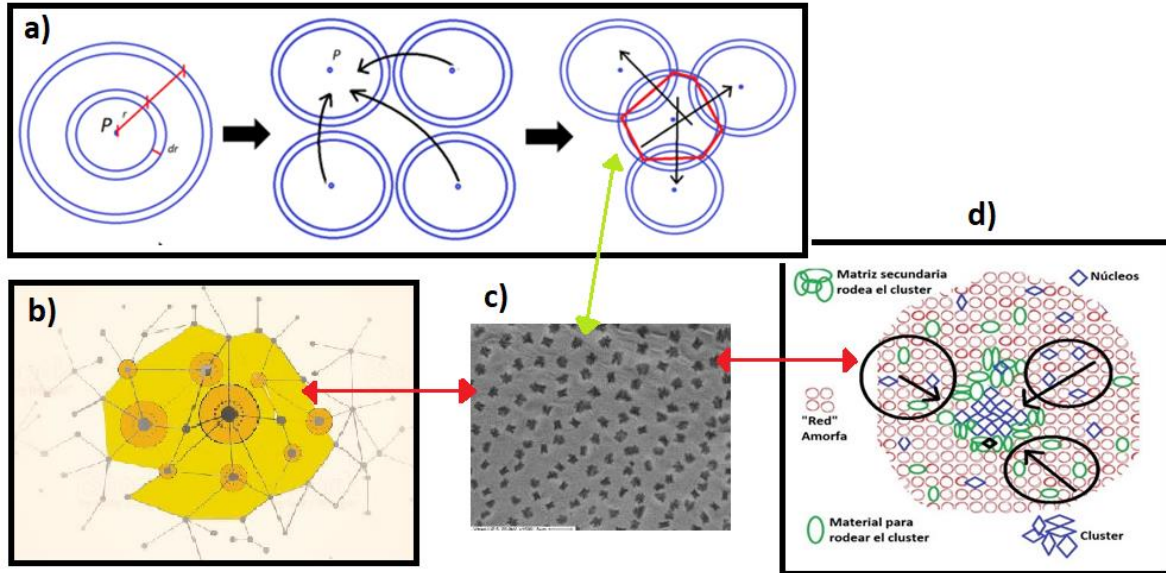 a)
P
r
dr
P
b)
c)
d)
Matriz secundaria
rodea el cluster
Núcleos
"Red"
Amorfa
Material para
rodear el cluster
Cluster